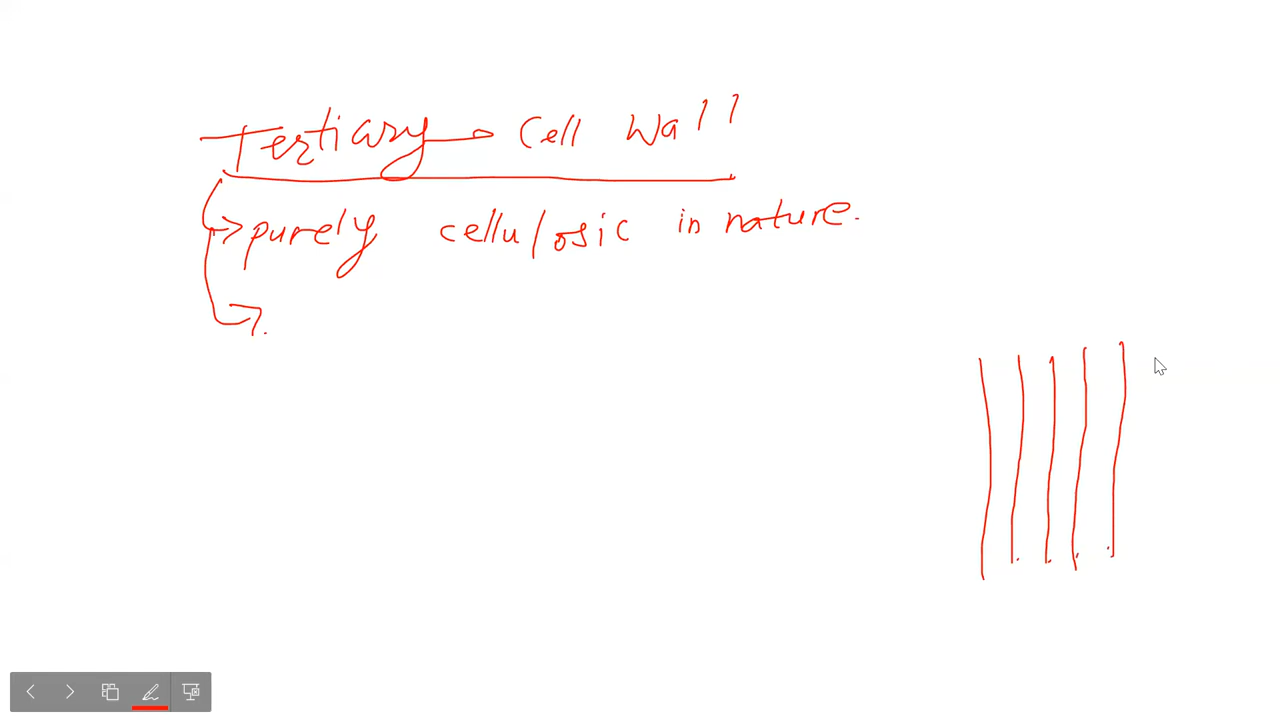 Tertiary → Cell Wall
→ purely cellulosic in nature.
→